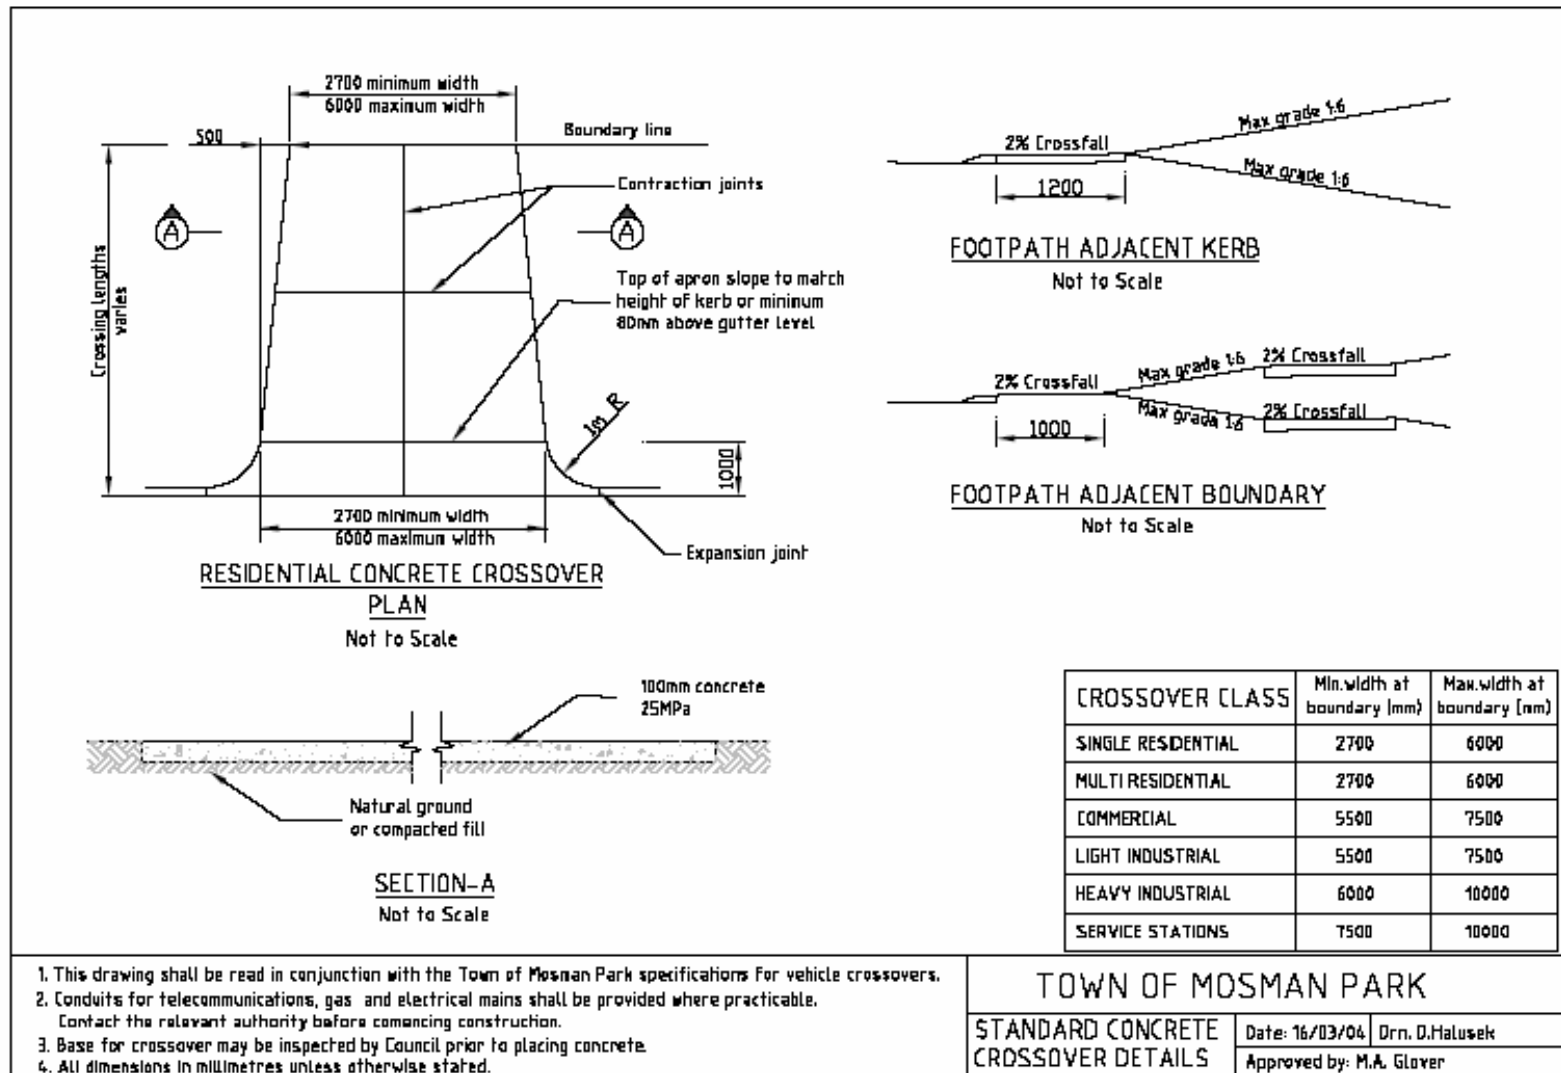 2700 minimum width
6000 maximum width
500
Boundary line
Contraction joints
A
A
Crossing lengths
varies
Top of apron slope to match
height of kerb or minimum
80mm above gutter level
1m R
1000
2700 minimum width
6000 maximum width
Expansion joint
RESIDENTIAL CONCRETE CROSSOVER
PLAN
Not to Scale
100mm concrete
25MPa
Natural ground
or compacted fill
SECTION-A
Not to Scale
2% Crossfall
Max grade 1:6
Max grade 1:6
1200
FOOTPATH ADJACENT KERB
Not to Scale
2% Crossfall
Max grade 1:6
2% Crossfall
Max grade 1:6
2% Crossfall
1000
FOOTPATH ADJACENT BOUNDARY
Not to Scale
CROSSOVER CLASS Min.width at boundary (mm) Max.width at boundary (mm)
SINGLE RESIDENTIAL 2700 6000
MULTI RESIDENTIAL 2700 6000
COMMERCIAL 5500 7500
LIGHT INDUSTRIAL 5500 7500
HEAVY INDUSTRIAL 6000 10000
SERVICE STATIONS 7500 10000
1. This drawing shall be read in conjunction with the Town of Mosman Park specifications for vehicle crossovers.
2. Conduits for telecommunications, gas and electrical mains shall be provided where practicable.
Contact the relevant authority before comencing construction.
3. Base for crossover may be inspected by Council prior to placing concrete.
4. All dimensions in millimetres unless otherwise stated.
TOWN OF MOSMAN PARK
STANDARD CONCRETE
CROSSOVER DETAILS
Date: 16/03/04 Drn. D.Halusek
Approved by: M.A. Glover